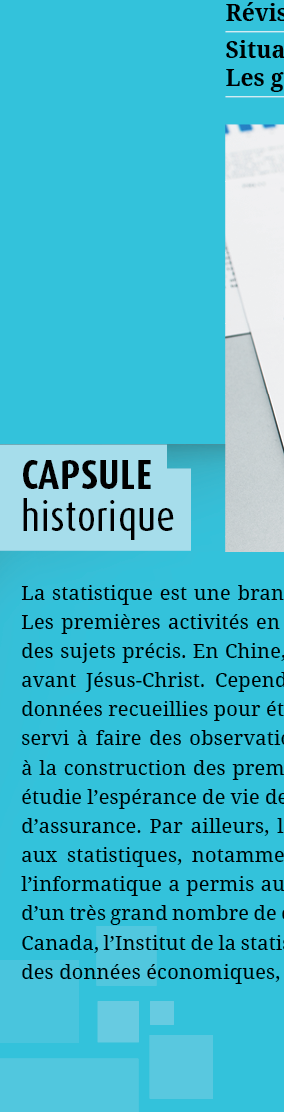 Situa
Les g
CAPSULE
historique
La statistique est une bran
Les premières activités en
des sujets précis. En Chine,
avant Jésus-Christ. Cepend
données recueillies pour ét
servi à faire des observatio
à la construction des prem
étudie l’espérance de vie de
d’assurance. Par ailleurs, l
aux statistiques, notamme
l’informatique a permis au
d’un très grand nombre de
Canada, l’Institut de la statis
des données économiques,